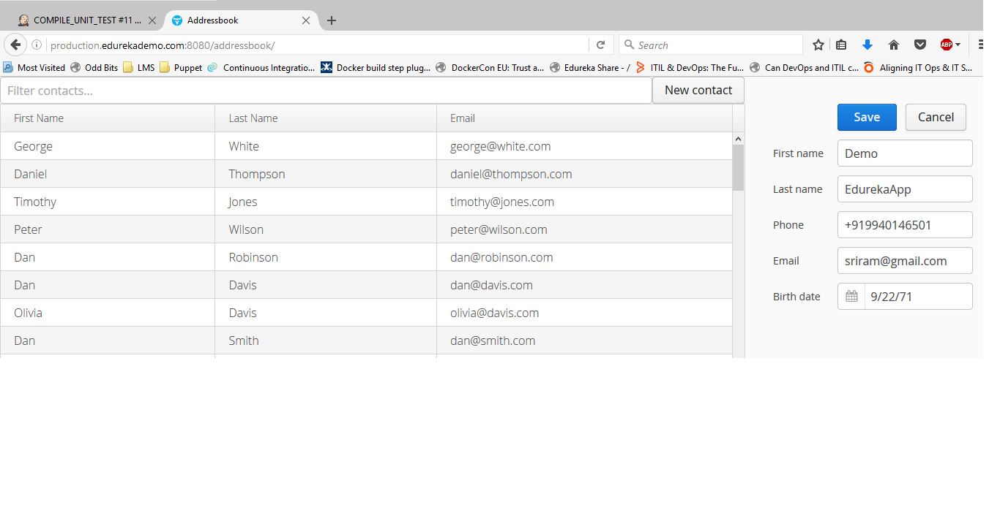 COMPILE_UNIT_TEST #11 ... Addressbook
production.edurekademo.com:8080/addressbook/ Search ABP
Most Visited Odd Bits LMS Puppet Continuous Integratio... Docker build step plug... DockerCon EU: Trust a... Edureka Share - / ITIL & DevOps: The Fu... Can DevOps and ITIL c... Aligning IT Ops & IT S...
Filter contacts... New contact
First Name Last Name Email
George White george@white.com
Daniel Thompson daniel@thompson.com
Timothy Jones timothy@jones.com
Peter Wilson peter@wilson.com
Dan Robinson dan@robinson.com
Dan Davis dan@davis.com
Olivia Davis olivia@davis.com
Dan Smith dan@smith.com
Save Cancel
First name Demo
Last name EdurekaApp
Phone +919940146501
Email sriram@gmail.com
Birth date 9/22/71